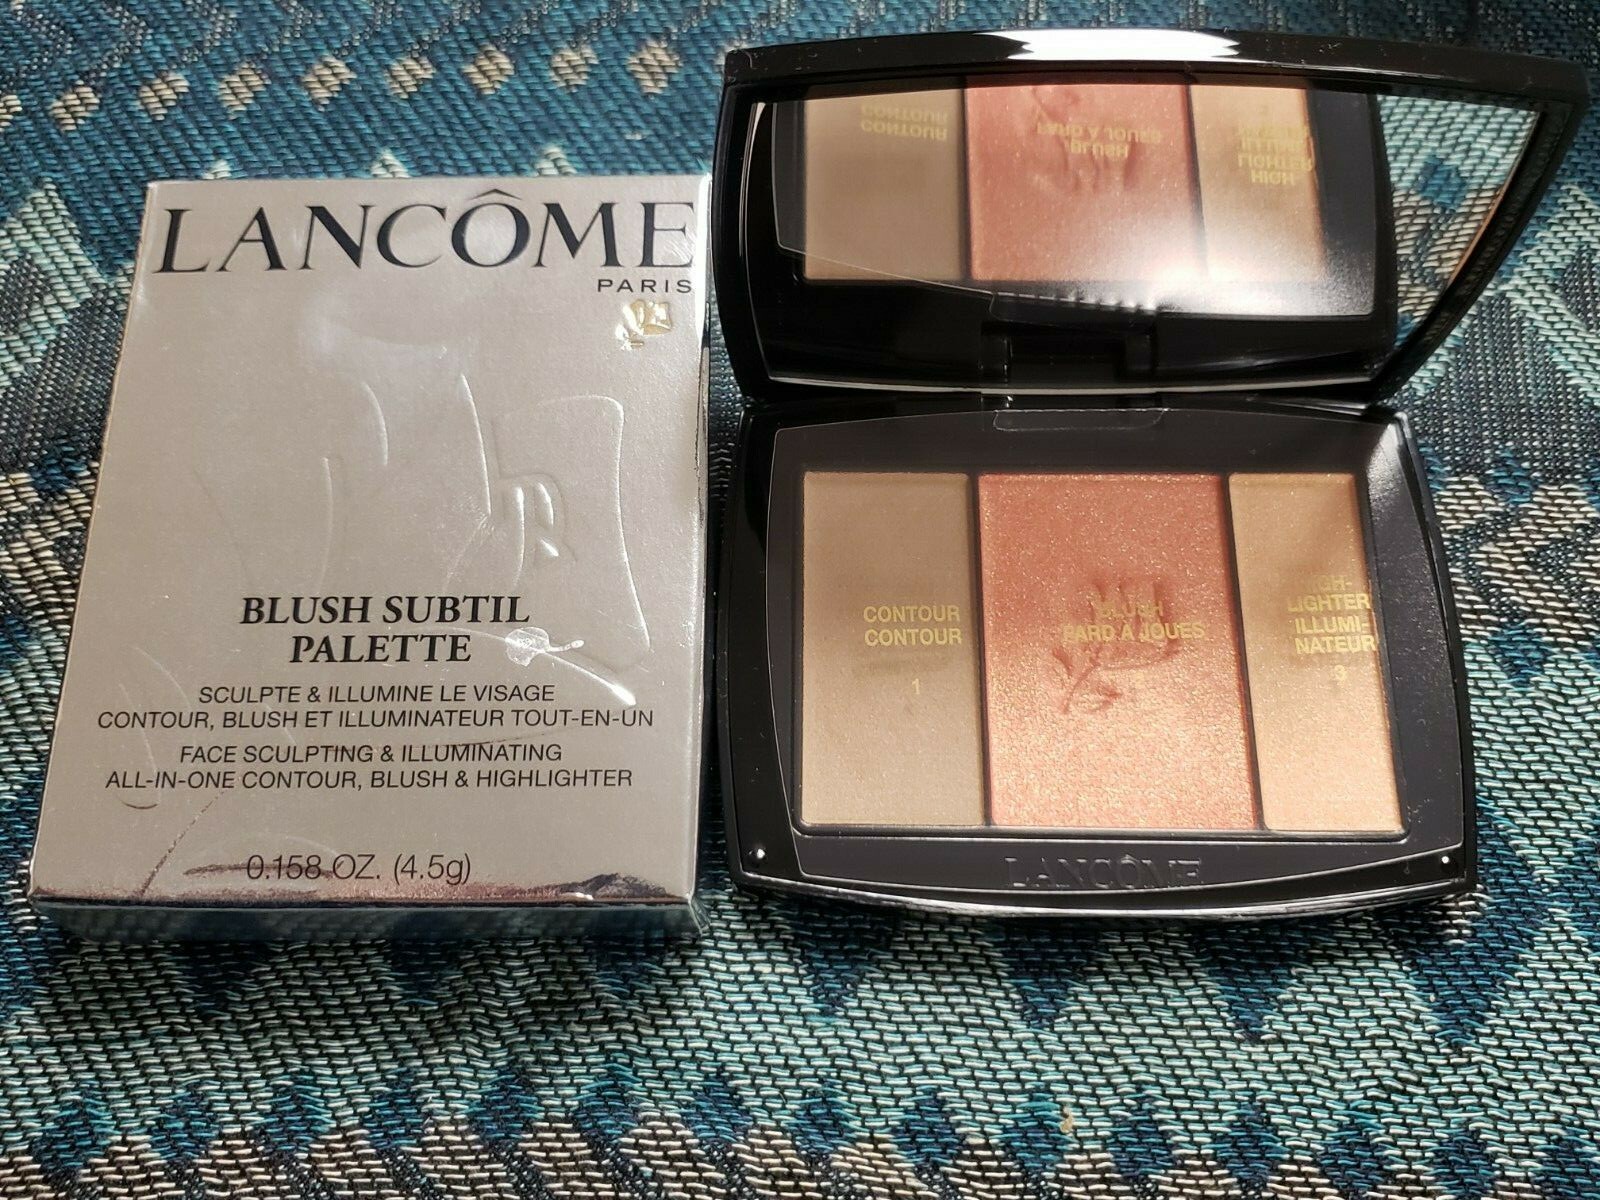 LANCÔME
PARIS
BLUSH SUBTIL
PALETTE
SCULPTE & ILLUMINE LE VISAGE
CONTOUR, BLUSH ET ILLUMINATEUR TOUT-EN-UN
FACE SCULPTING & ILLUMINATING
ALL-IN-ONE CONTOUR, BLUSH & HIGHLIGHTER
0.158 OZ. (4.5g)
CONTOUR
CONTOUR
1
BLUSH
FARD À JOUES
HIGH-
LIGHTER
ILLUMI-
NATEUR
3
LANCÔME